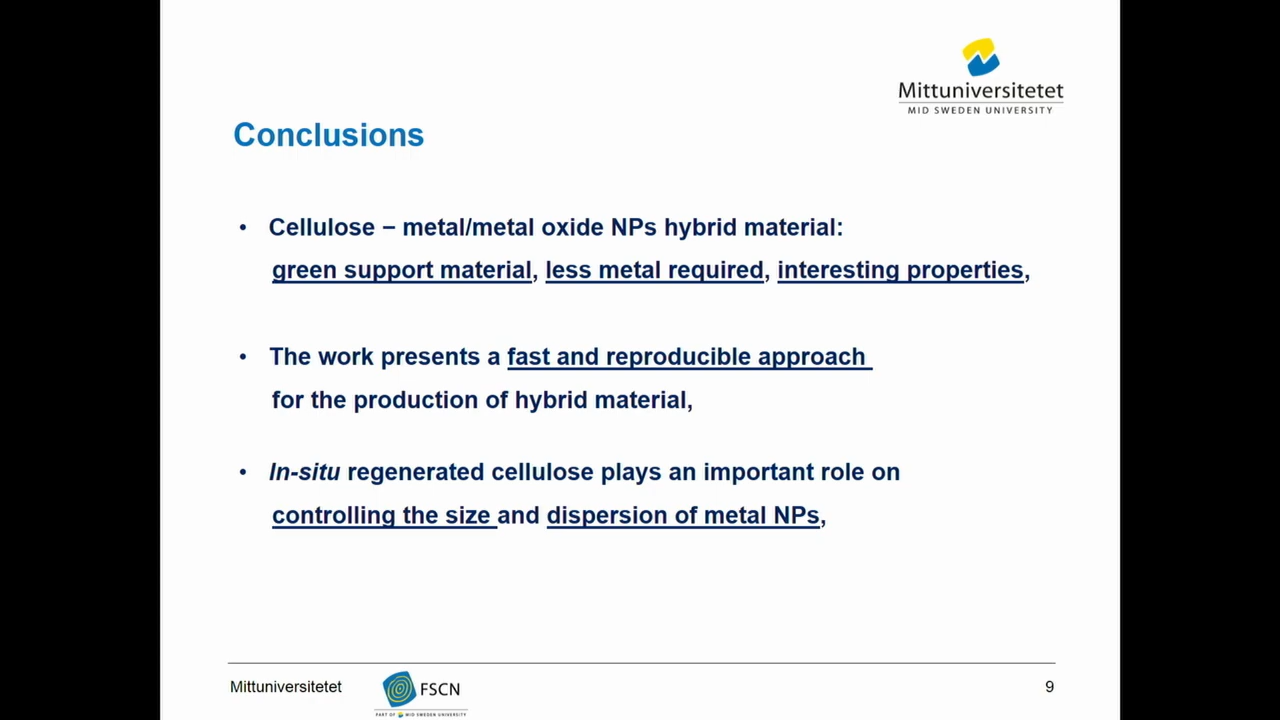 Mittuniversitetet
MID SWEDEN UNIVERSITY
Conclusions
• Cellulose – metal/metal oxide NPs hybrid material:
green support material, less metal required, interesting properties,
• The work presents a fast and reproducible approach
for the production of hybrid material,
• In-situ regenerated cellulose plays an important role on
controlling the size and dispersion of metal NPs,
Mittuniversitetet
FSCN
PART OF MID SWEDEN UNIVERSITY
9